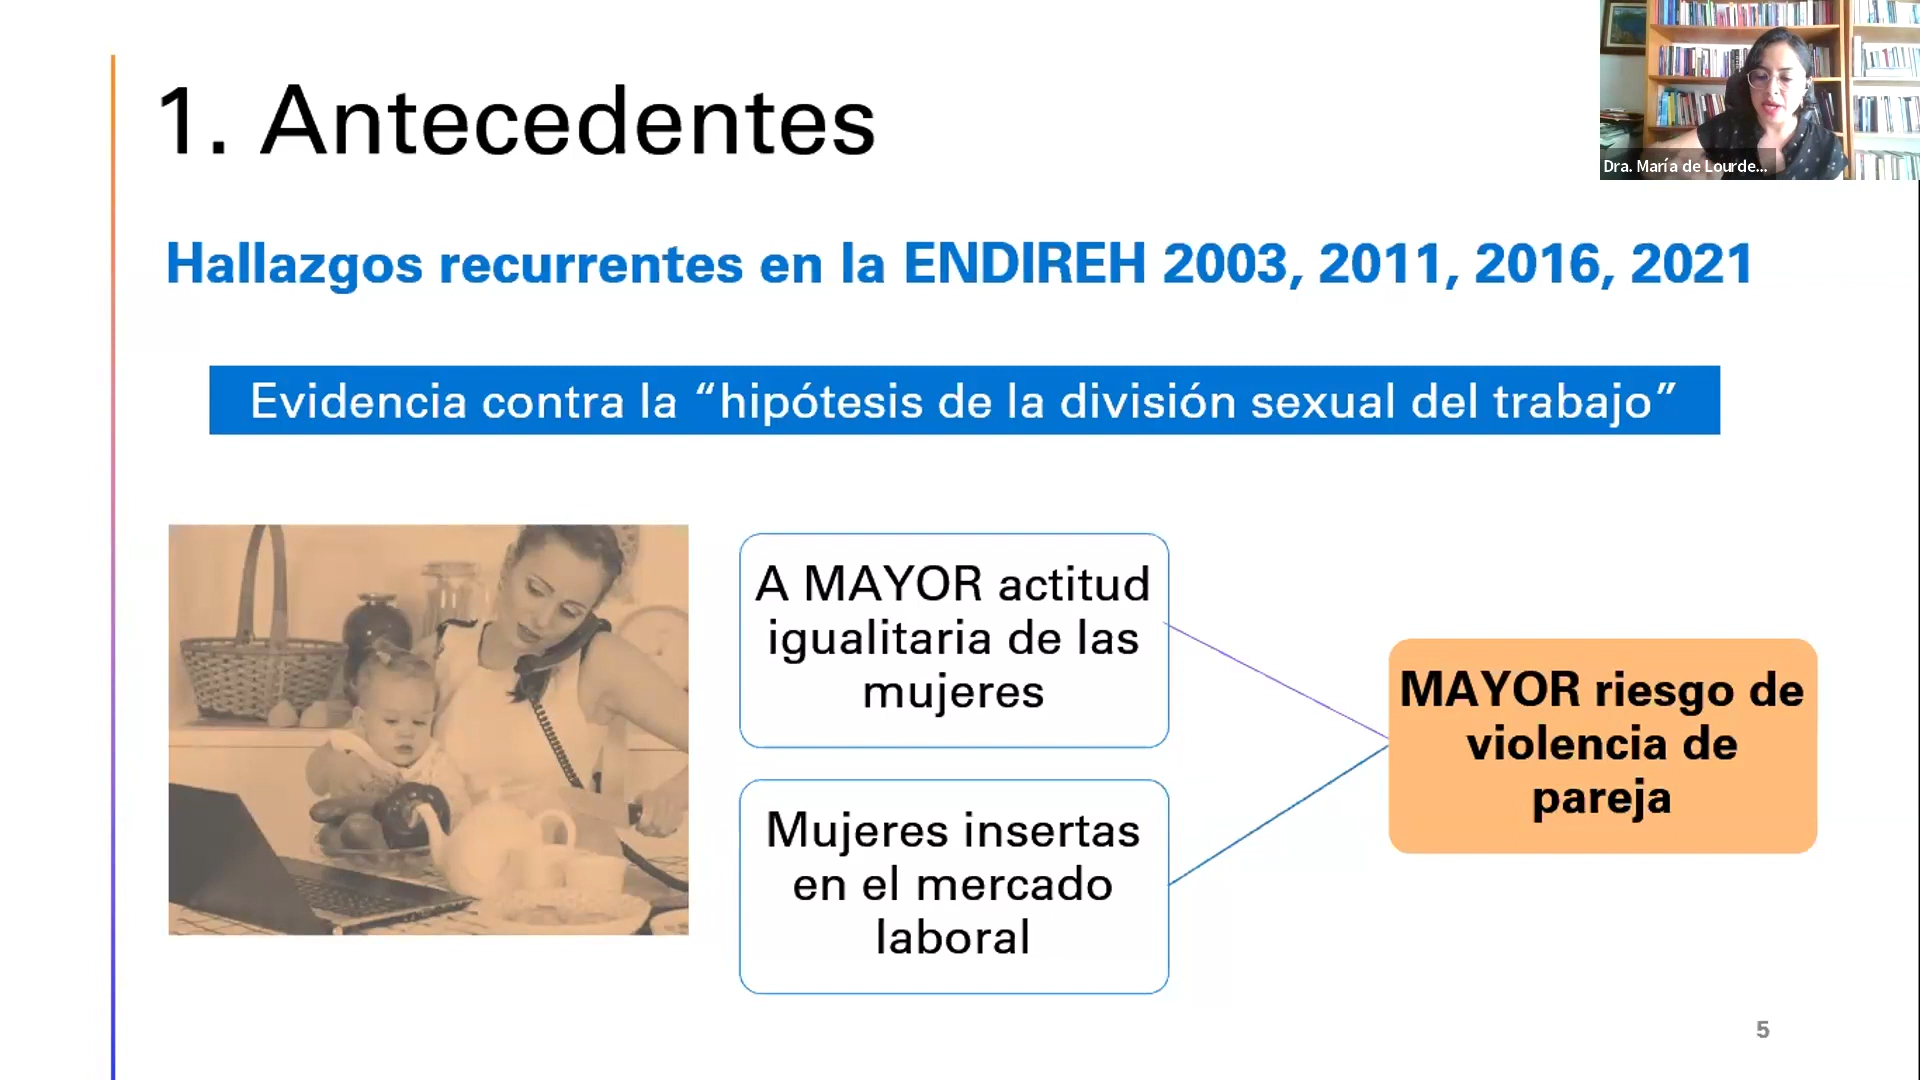 1. Antecedentes
Dra. María de Lourde...
Hallazgos recurrentes en la ENDIREH 2003, 2011, 2016, 2021
Evidencia contra la “hipótesis de la división sexual del trabajo”
A MAYOR actitud
igualitaria de las
mujeres
Mujeres insertas
en el mercado
laboral
MAYOR riesgo de
violencia de
pareja
5